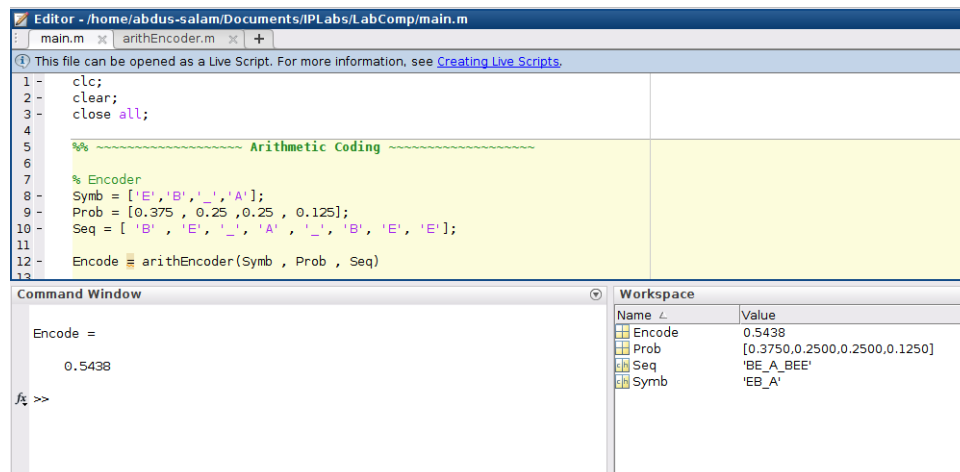 Editor - /home/abdus-salam/Documents/IPLabs/LabComp/main.m
main.m × arithEncoder.m × +
This file can be opened as a Live Script. For more information, see Creating Live Scripts.
1 - clc;
2 - clear;
3 - close all;
4
5 %% ~~~~~~~~~~~~~~~~~~~ Arithmetic Coding ~~~~~~~~~~~~~~~~~~~
6
7 % Encoder
8 - Symb = ['E','B','_','A'];
9 - Prob = [0.375 , 0.25 ,0.25 , 0.125];
10 - Seq = [ 'B' , 'E', '_', 'A' , '_', 'B', 'E', 'E'];
11
12 - Encode = arithEncoder(Symb , Prob , Seq)
13
Command Window
Encode =
0.5438
fx >>
Workspace
Name Value
Encode 0.5438
Prob [0.3750,0.2500,0.2500,0.1250]
ch Seq 'BE_A_BEE'
ch Symb 'EB_A'